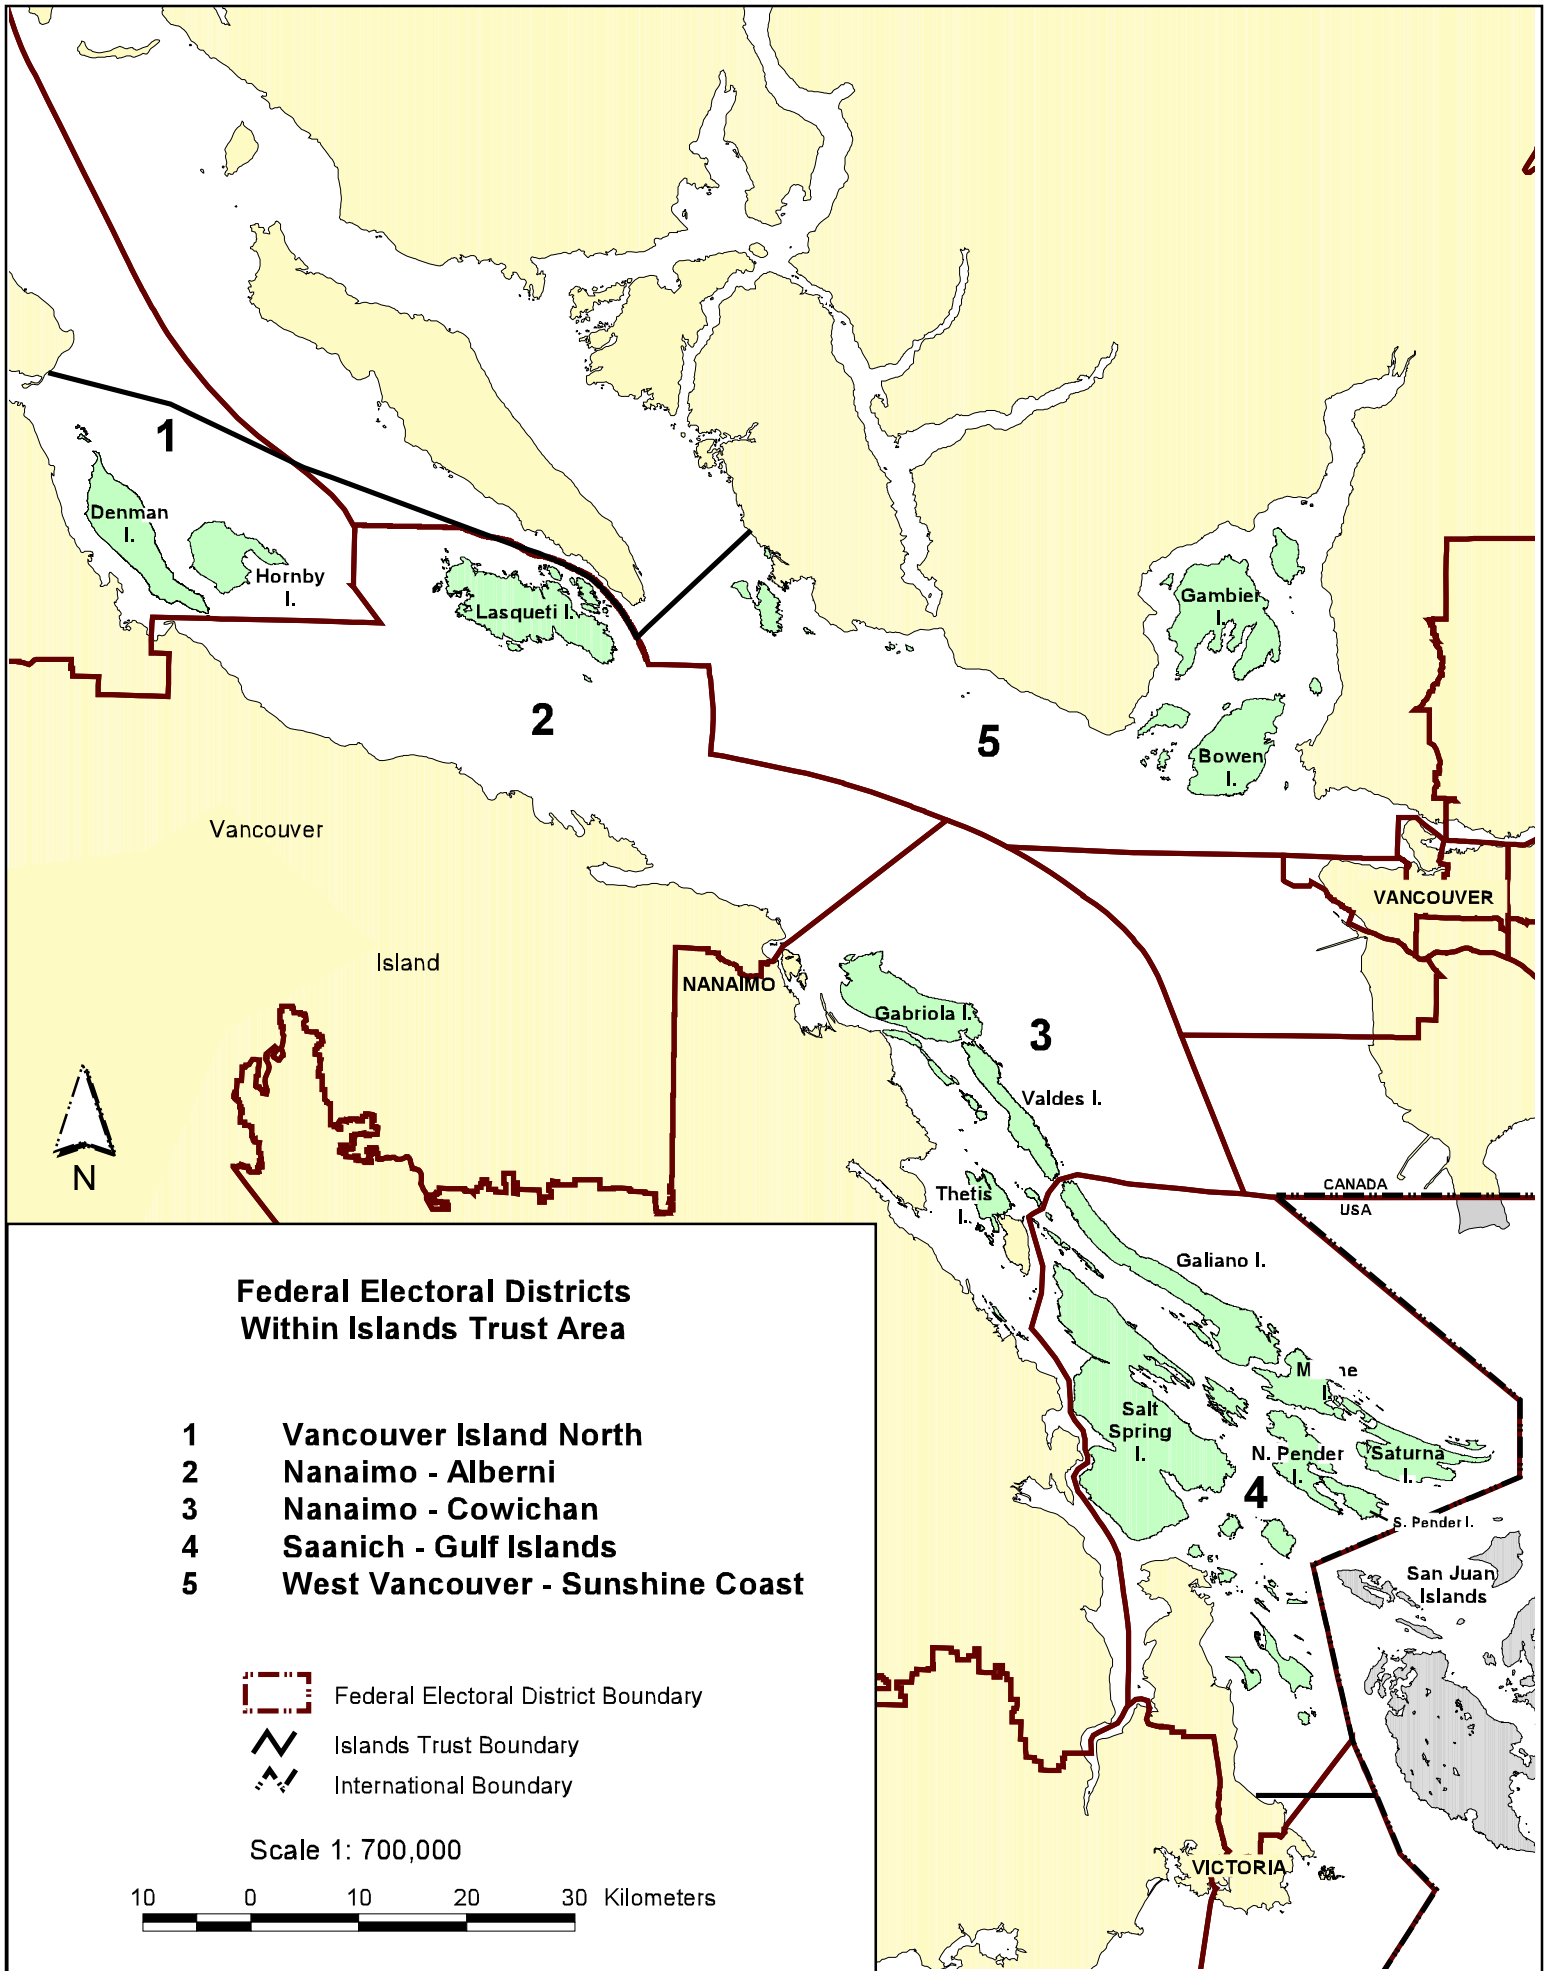 1
Denman
I.
Hornby
I.
Lasqueti I.
Gambier
I.
2
5
Bowen
I.
Vancouver
VANCOUVER
Island
NANAIMO
Gabriola I.
3
Valdes I.
N
Thetis
I.
CANADA
USA
Galiano I.
I.
Salt
Spring
I.
N. Pender
I.
Saturna
I.
4
S. Pender I.
San Juan
Islands
VICTORIA
Federal Electoral Districts
Within Islands Trust Area
1 Vancouver Island North
2 Nanaimo - Alberni
3 Nanaimo - Cowichan
4 Saanich - Gulf Islands
5 West Vancouver - Sunshine Coast
Federal Electoral District Boundary
Islands Trust Boundary
International Boundary
Scale 1: 700,000
10 0 10 20 30 Kilometers